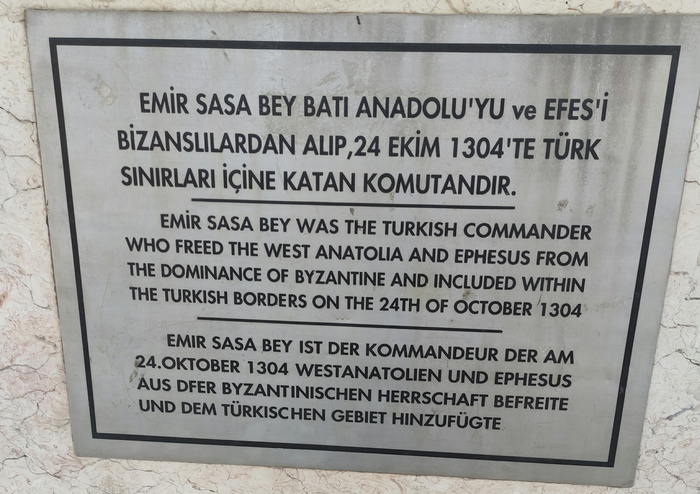 EMİR SASA BEY BATI ANADOLU'YU ve EFES'İ
BİZANSLILARDAN ALIP,24 EKİM 1304'TE TÜRK
SINIRLARI İÇİNE KATAN KOMUTANDIR.
EMİR SASA BEY WAS THE TURKISH COMMANDER
WHO FREED THE WEST ANATOLIA AND EPHESUS FROM
THE DOMINANCE OF BYZANTINE AND INCLUDED WITHIN
THE TURKISH BORDERS ON THE 24TH OF OCTOBER 1304
EMİR SASA BEY IST DER KOMMANDEUR DER AM
24.OKTOBER 1304 WESTANATOLIEN UND EPHESUS
AUS DFER BYZANTINISCHEN HERRSCHAFT BEFREITE
UND DEM TÜRKISCHEN GEBIET HINZUFÜGTE